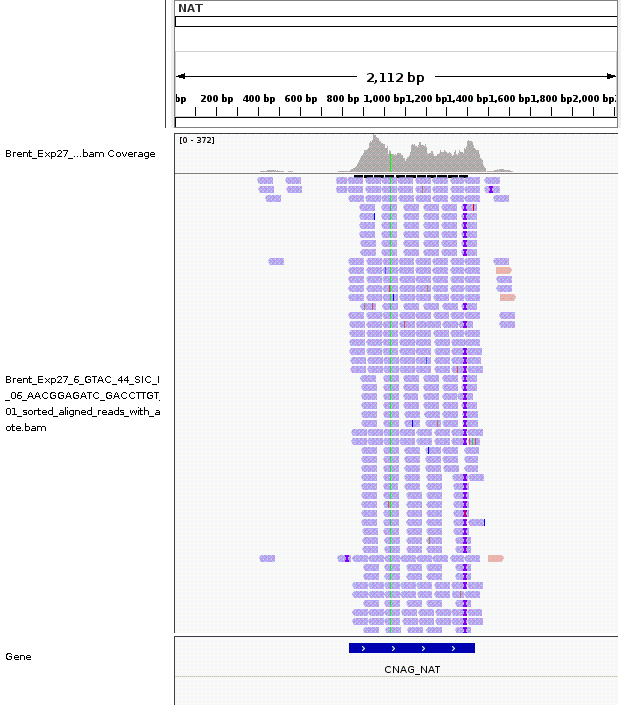 NAT
2,112 bp
bp 200 bp 400 bp 600 bp 800 bp 1,000 bp 1,200 bp 1,400 bp 1,600 bp 1,800 bp 2,000 bp
[0 - 372]
Brent_Exp27_...bam Coverage
Brent_Exp27_6_GTAC_44_SIC_I
_06_AACGGAGATC_GACCTTGT_
01_sorted_aligned_reads_with_a
ote.bam
Gene
CNAG_NAT